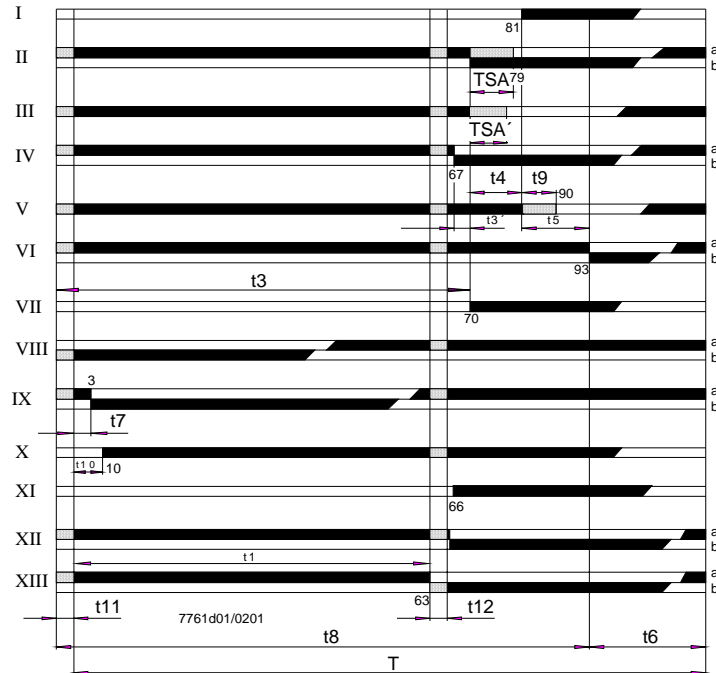 I
81
II
a
b
TSA
79
III
TSA´
IV
a
b
67
t4
t9
90
V
t3´
t5
VI
a
b
93
t3
VII
70
VIII
a
b
IX
3
a
b
t7
X
t10
10
XI
66
XII
a
b
t1
XIII
a
b
63
t11
7761d01/0201
t12
t8
t6
T